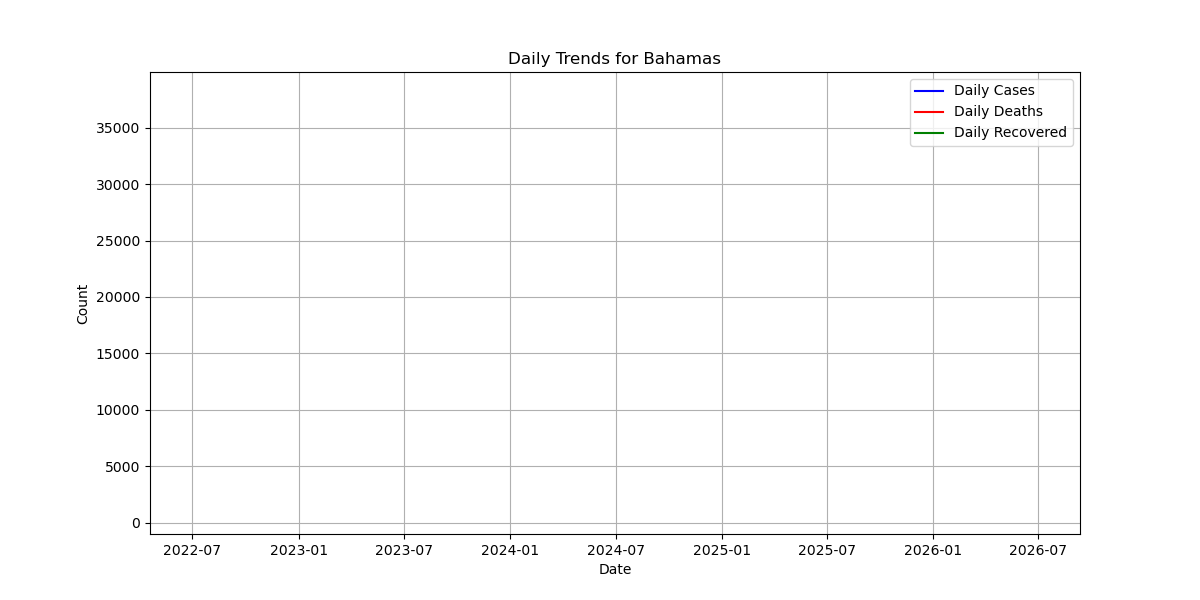 Daily Trends for Bahamas
Daily Cases
Daily Deaths
Daily Recovered
Count
35000
30000
25000
20000
15000
10000
5000
0
2022-07 2023-01 2023-07 2024-01 2024-07 2025-01 2025-07 2026-01 2026-07
Date